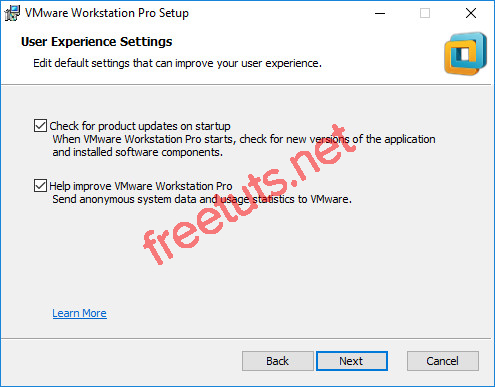 VMware Workstation Pro Setup
User Experience Settings
Edit default settings that can improve your user experience.
Check for product updates on startup
When VMware Workstation Pro starts, check for new versions of the application
and installed software components.
Help improve VMware Workstation Pro
Send anonymous system data and usage statistics to VMware.
freetuts.net
Learn More
Back
Next
Cancel